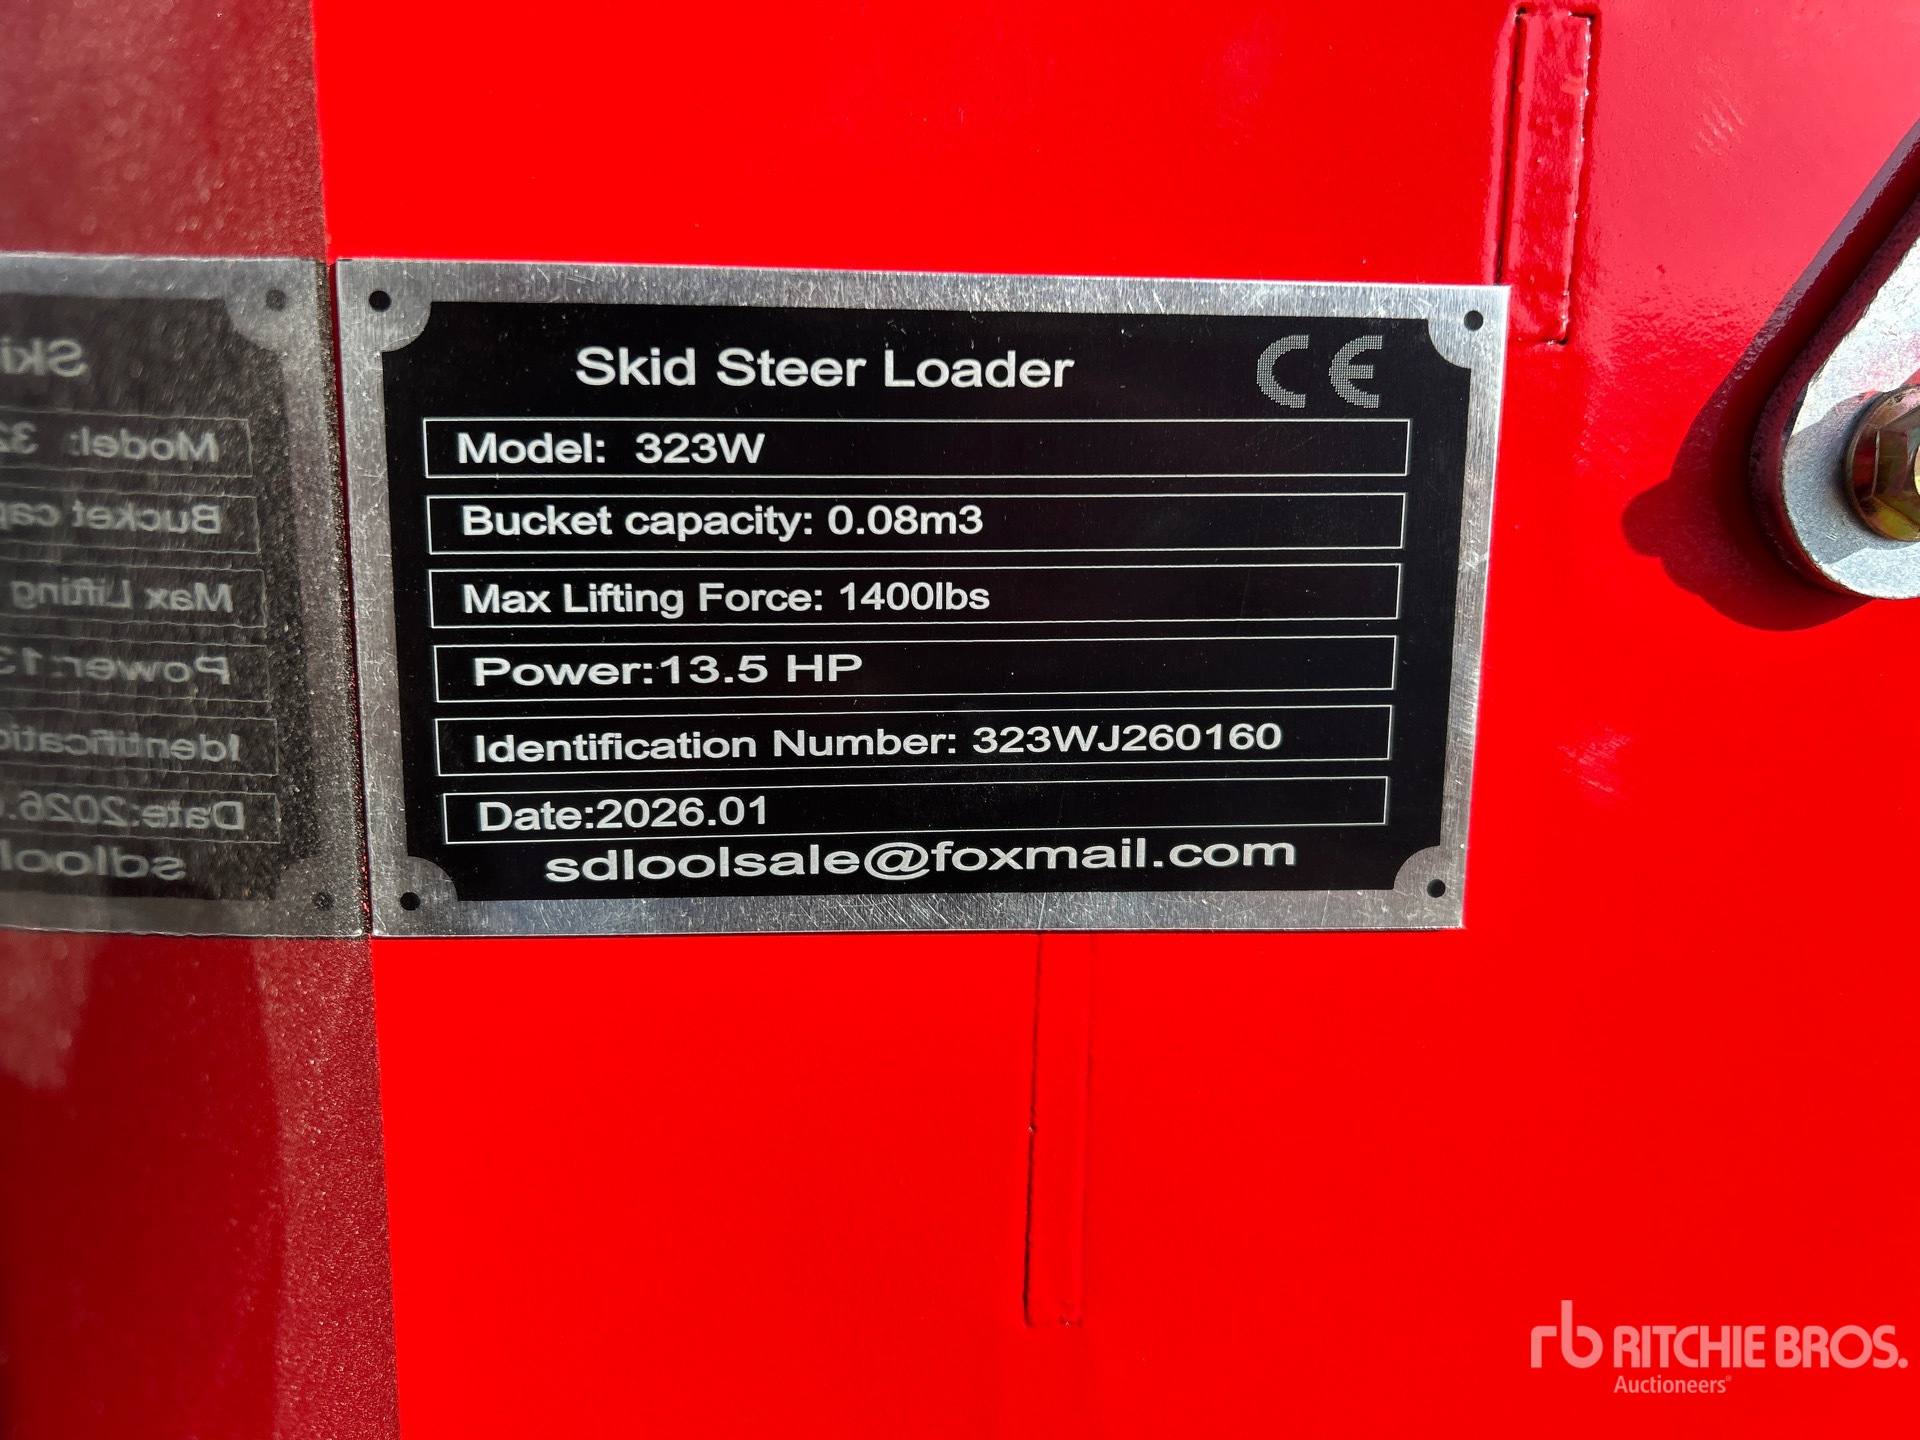 Skid Steer Loader CE
Model: 323W
Bucket capacity: 0.08m3
Max Lifting Force: 1400lbs
Power:13.5 HP
Identification Number: 323WJ260160
Date:2026.01
sdloolsale@foxmail.com
rb RITCHIE BROS.
Auctioneers®